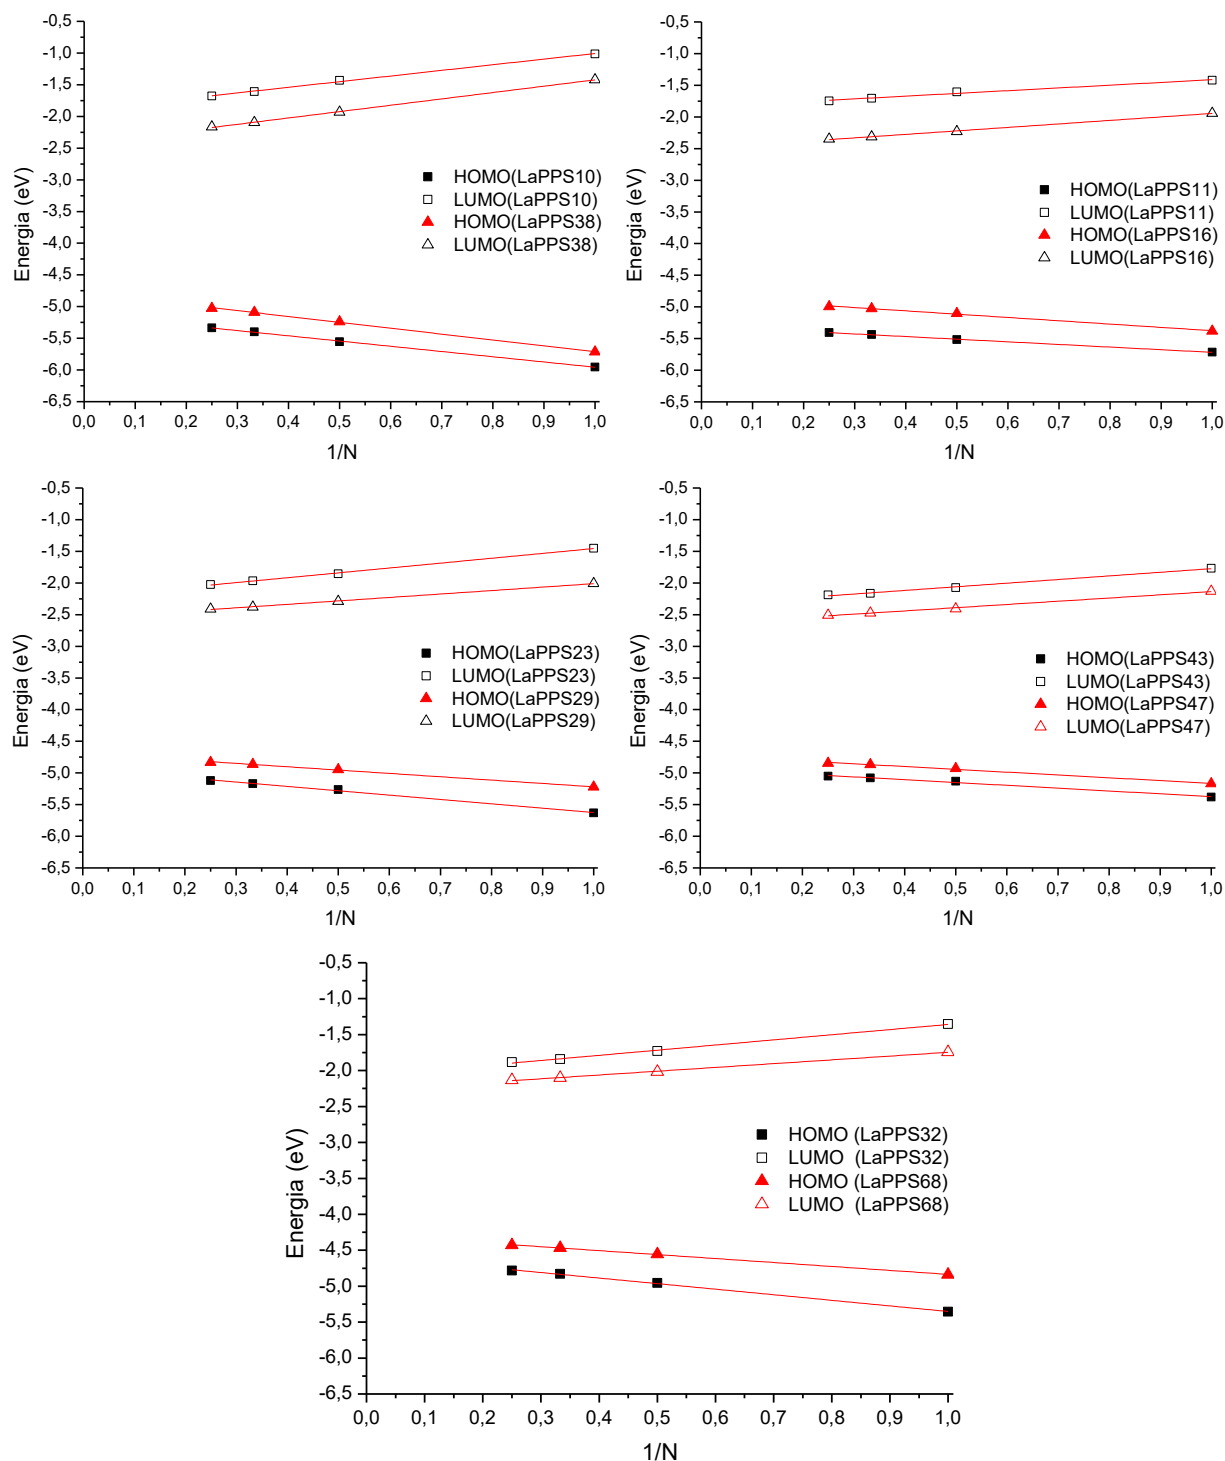 -0,5
-1,0
-1,5
-2,0
-2,5
-3,0
-3,5
-4,0
-4,5
-5,0
-5,5
-6,0
-6,5
Energia (eV)
HOMO(LaPPS10)
LUMO(LaPPS10)
HOMO(LaPPS38)
LUMO(LaPPS38)
0,0 0,1 0,2 0,3 0,4 0,5 0,6 0,7 0,8 0,9 1,0
1/N
-0,5
-1,0
-1,5
-2,0
-2,5
-3,0
-3,5
-4,0
-4,5
-5,0
-5,5
-6,0
-6,5
Energia (eV)
HOMO(LaPPS11)
LUMO(LaPPS11)
HOMO(LaPPS16)
LUMO(LaPPS16)
0,0 0,1 0,2 0,3 0,4 0,5 0,6 0,7 0,8 0,9 1,0
1/N
-0,5
-1,0
-1,5
-2,0
-2,5
-3,0
-3,5
-4,0
-4,5
-5,0
-5,5
-6,0
-6,5
Energia (eV)
HOMO(LaPPS23)
LUMO(LaPPS23)
HOMO(LaPPS29)
LUMO(LaPPS29)
0,0 0,1 0,2 0,3 0,4 0,5 0,6 0,7 0,8 0,9 1,0
1/N
-0,5
-1,0
-1,5
-2,0
-2,5
-3,0
-3,5
-4,0
-4,5
-5,0
-5,5
-6,0
-6,5
Energia (eV)
HOMO(LaPPS43)
LUMO(LaPPS43)
HOMO(LaPPS47)
LUMO(LaPPS47)
0,0 0,1 0,2 0,3 0,4 0,5 0,6 0,7 0,8 0,9 1,0
1/N
-0,5
-1,0
-1,5
-2,0
-2,5
-3,0
-3,5
-4,0
-4,5
-5,0
-5,5
-6,0
-6,5
Energia (eV)
HOMO (LaPPS32)
LUMO (LaPPS32)
HOMO (LaPPS68)
LUMO (LaPPS68)
0,0 0,1 0,2 0,3 0,4 0,5 0,6 0,7 0,8 0,9 1,0
1/N